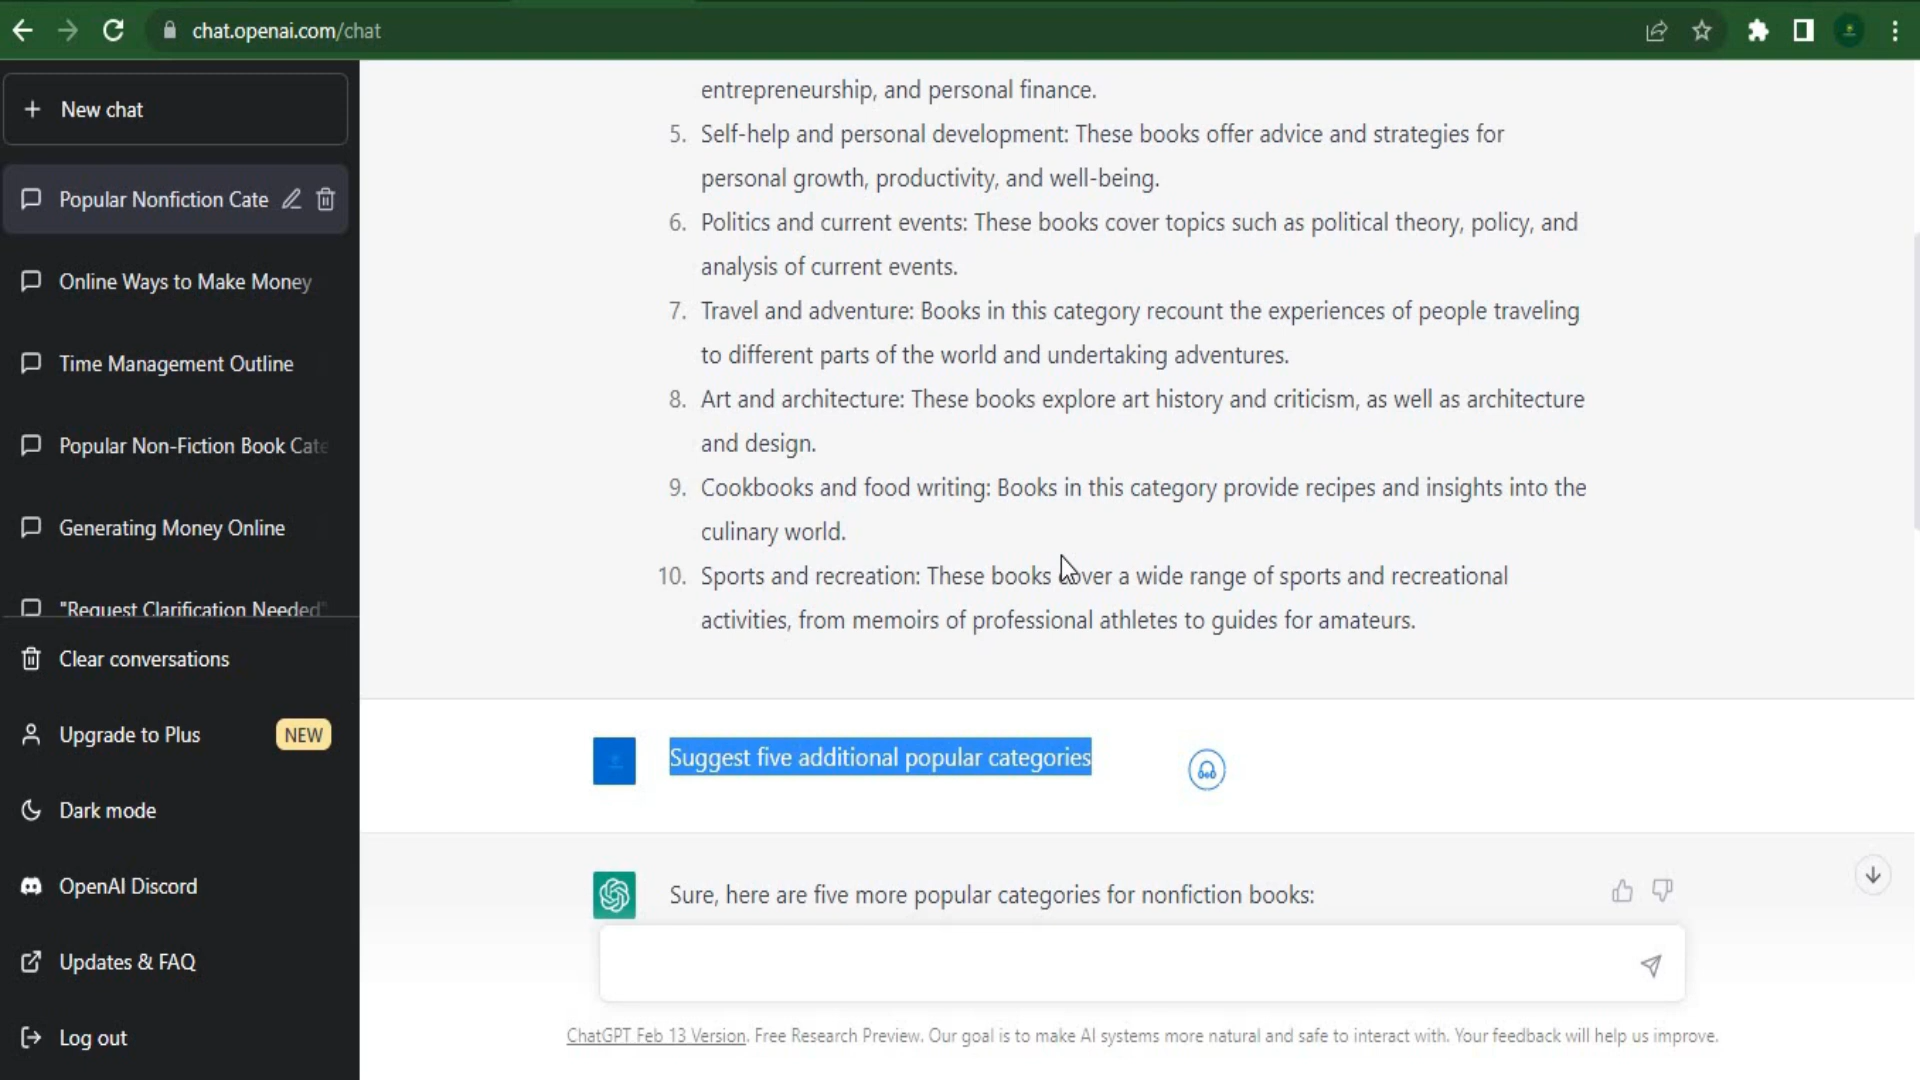 chat.openai.com/chat
New chat
Popular Nonfiction Cate
Online Ways to Make Money
Time Management Outline
Popular Non-Fiction Book Cate
Generating Money Online
"Request Clarification Needed"
Clear conversations
Upgrade to Plus NEW
Dark mode
OpenAI Discord
Updates & FAQ
Log out
entrepreneurship, and personal finance.
5. Self-help and personal development: These books offer advice and strategies for
personal growth, productivity, and well-being.
6. Politics and current events: These books cover topics such as political theory, policy, and
analysis of current events.
7. Travel and adventure: Books in this category recount the experiences of people traveling
to different parts of the world and undertaking adventures.
8. Art and architecture: These books explore art history and criticism, as well as architecture
and design.
9. Cookbooks and food writing: Books in this category provide recipes and insights into the
culinary world.
10. Sports and recreation: These books cover a wide range of sports and recreational
activities, from memoirs of professional athletes to guides for amateurs.
Suggest five additional popular categories
Sure, here are five more popular categories for nonfiction books:
ChatGPT Feb 13 Version. Free Research Preview. Our goal is to make AI systems more natural and safe to interact with. Your feedback will help us improve.